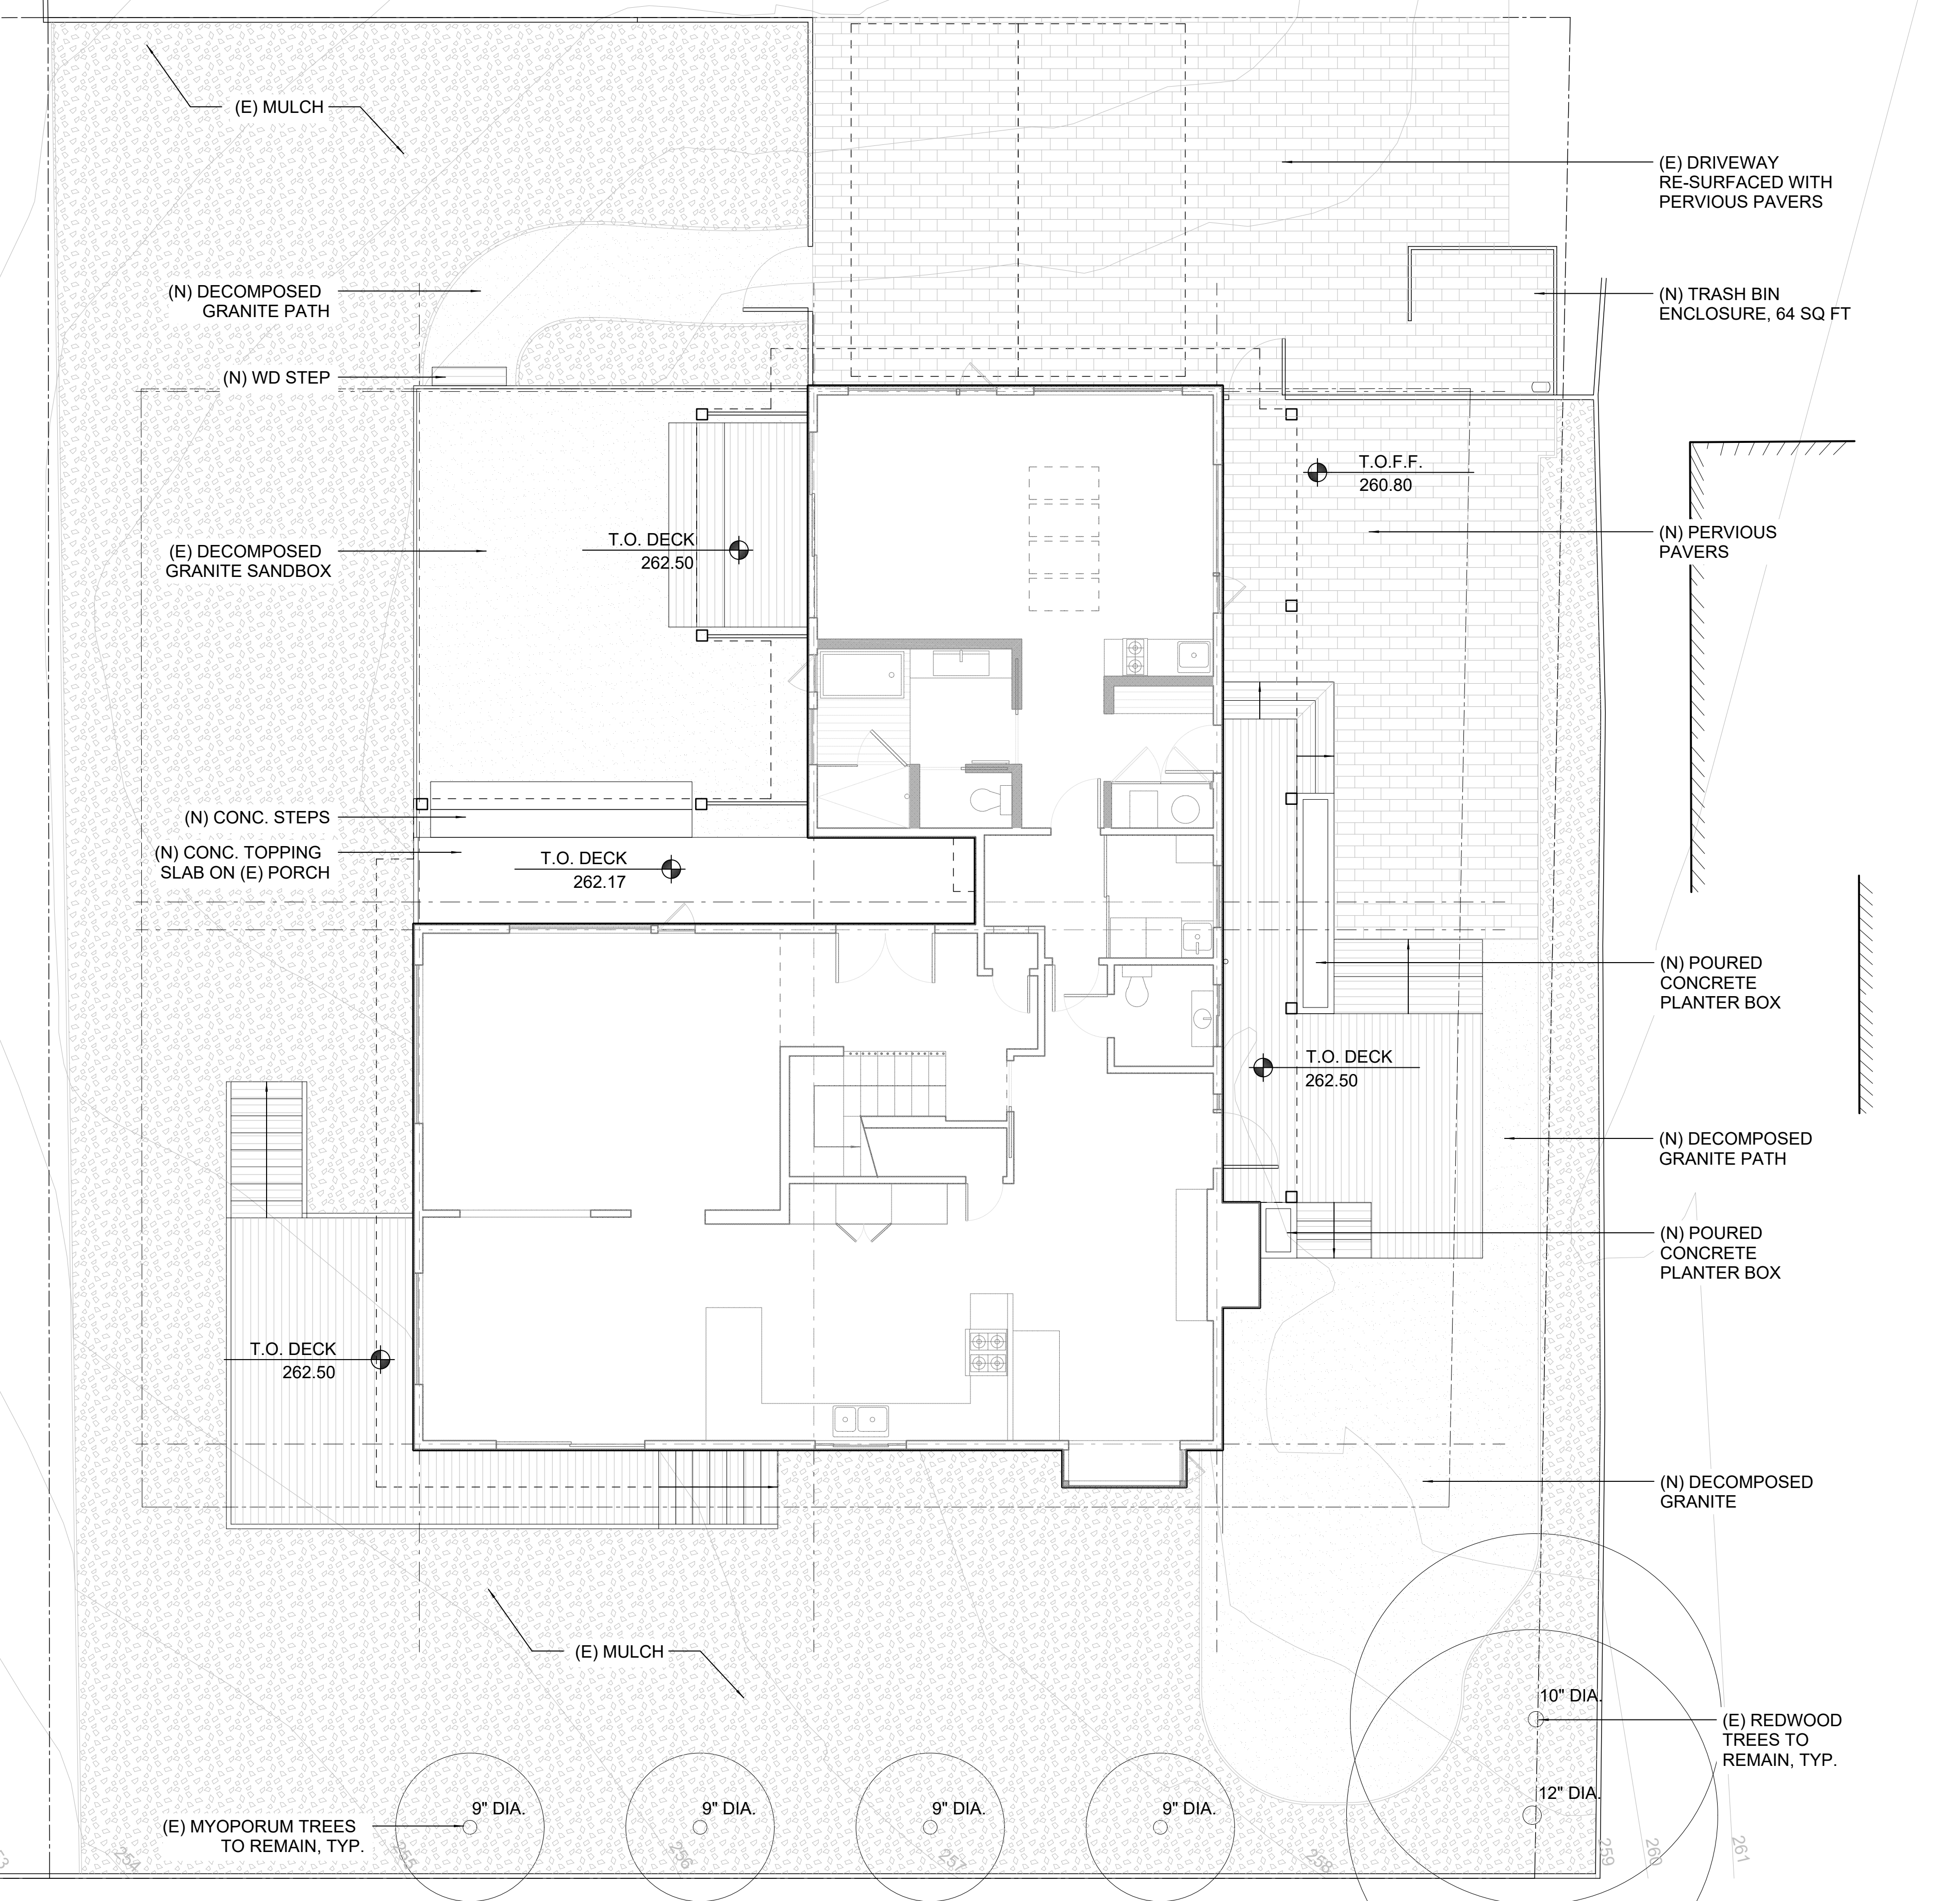 (E) MULCH
(E) DRIVEWAY
RE-SURFACED WITH
PERVIOUS PAVERS
(N) DECOMPOSED
GRANITE PATH
(N) TRASH BIN
ENCLOSURE, 64 SQ FT
(N) WD STEP
T.O.F.F.
260.80
(N) PERVIOUS
PAVERS
T.O. DECK
262.50
(E) DECOMPOSED
GRANITE SANDBOX
(N) CONC. STEPS
(N) CONC. TOPPING
SLAB ON (E) PORCH
T.O. DECK
262.17
(N) POURED
CONCRETE
PLANTER BOX
T.O. DECK
262.50
(N) DECOMPOSED
GRANITE PATH
(N) POURED
CONCRETE
PLANTER BOX
T.O. DECK
262.50
(N) DECOMPOSED
GRANITE
(E) MULCH
10" DIA.
(E) REDWOOD
TREES TO
REMAIN, TYP.
12" DIA.
(E) MYOPORUM TREES
TO REMAIN, TYP.
9" DIA.
9" DIA.
9" DIA.
9" DIA.
254
255
256
257
258
259
260
261